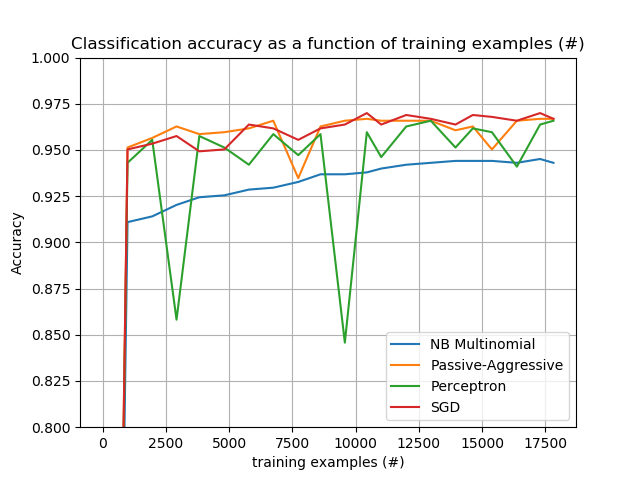 Classification accuracy as a function of training examples (#)
1.000
0.975
0.950
0.925
0.900
0.875
0.850
0.825
0.800
Accuracy
0 2500 5000 7500 10000 12500 15000 17500
training examples (#)
NB Multinomial
Passive-Aggressive
Perceptron
SGD